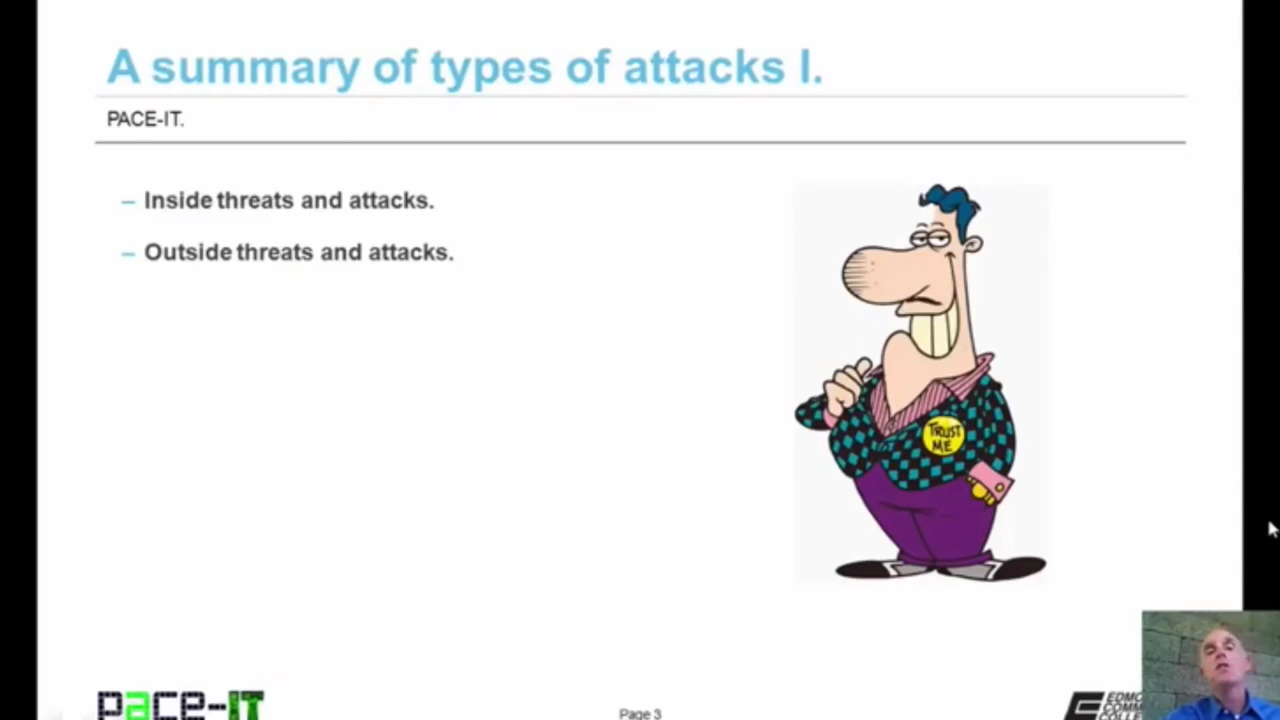 A summary of types of attacks I.
PACE-IT.
– Inside threats and attacks.
– Outside threats and attacks.
TRUST
ME
pace-IT
Page 3